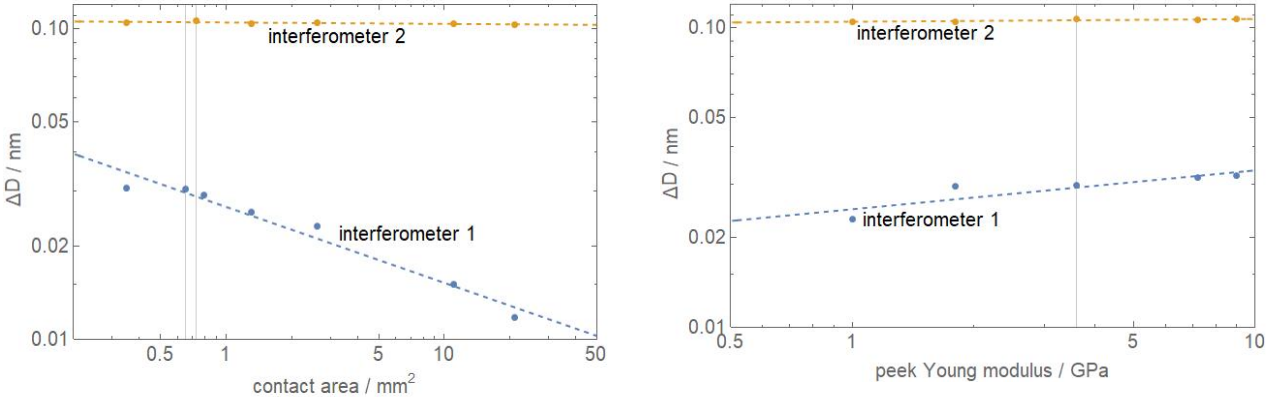 0.10
interferometer 2
0.05
ΔD / nm
interferometer 1
0.02
0.01
0.5 1 5 10 50
contact area / mm²
0.10
interferometer 2
0.05
ΔD / nm
interferometer 1
0.02
0.01
0.5 1 5 10
peek Young modulus / GPa